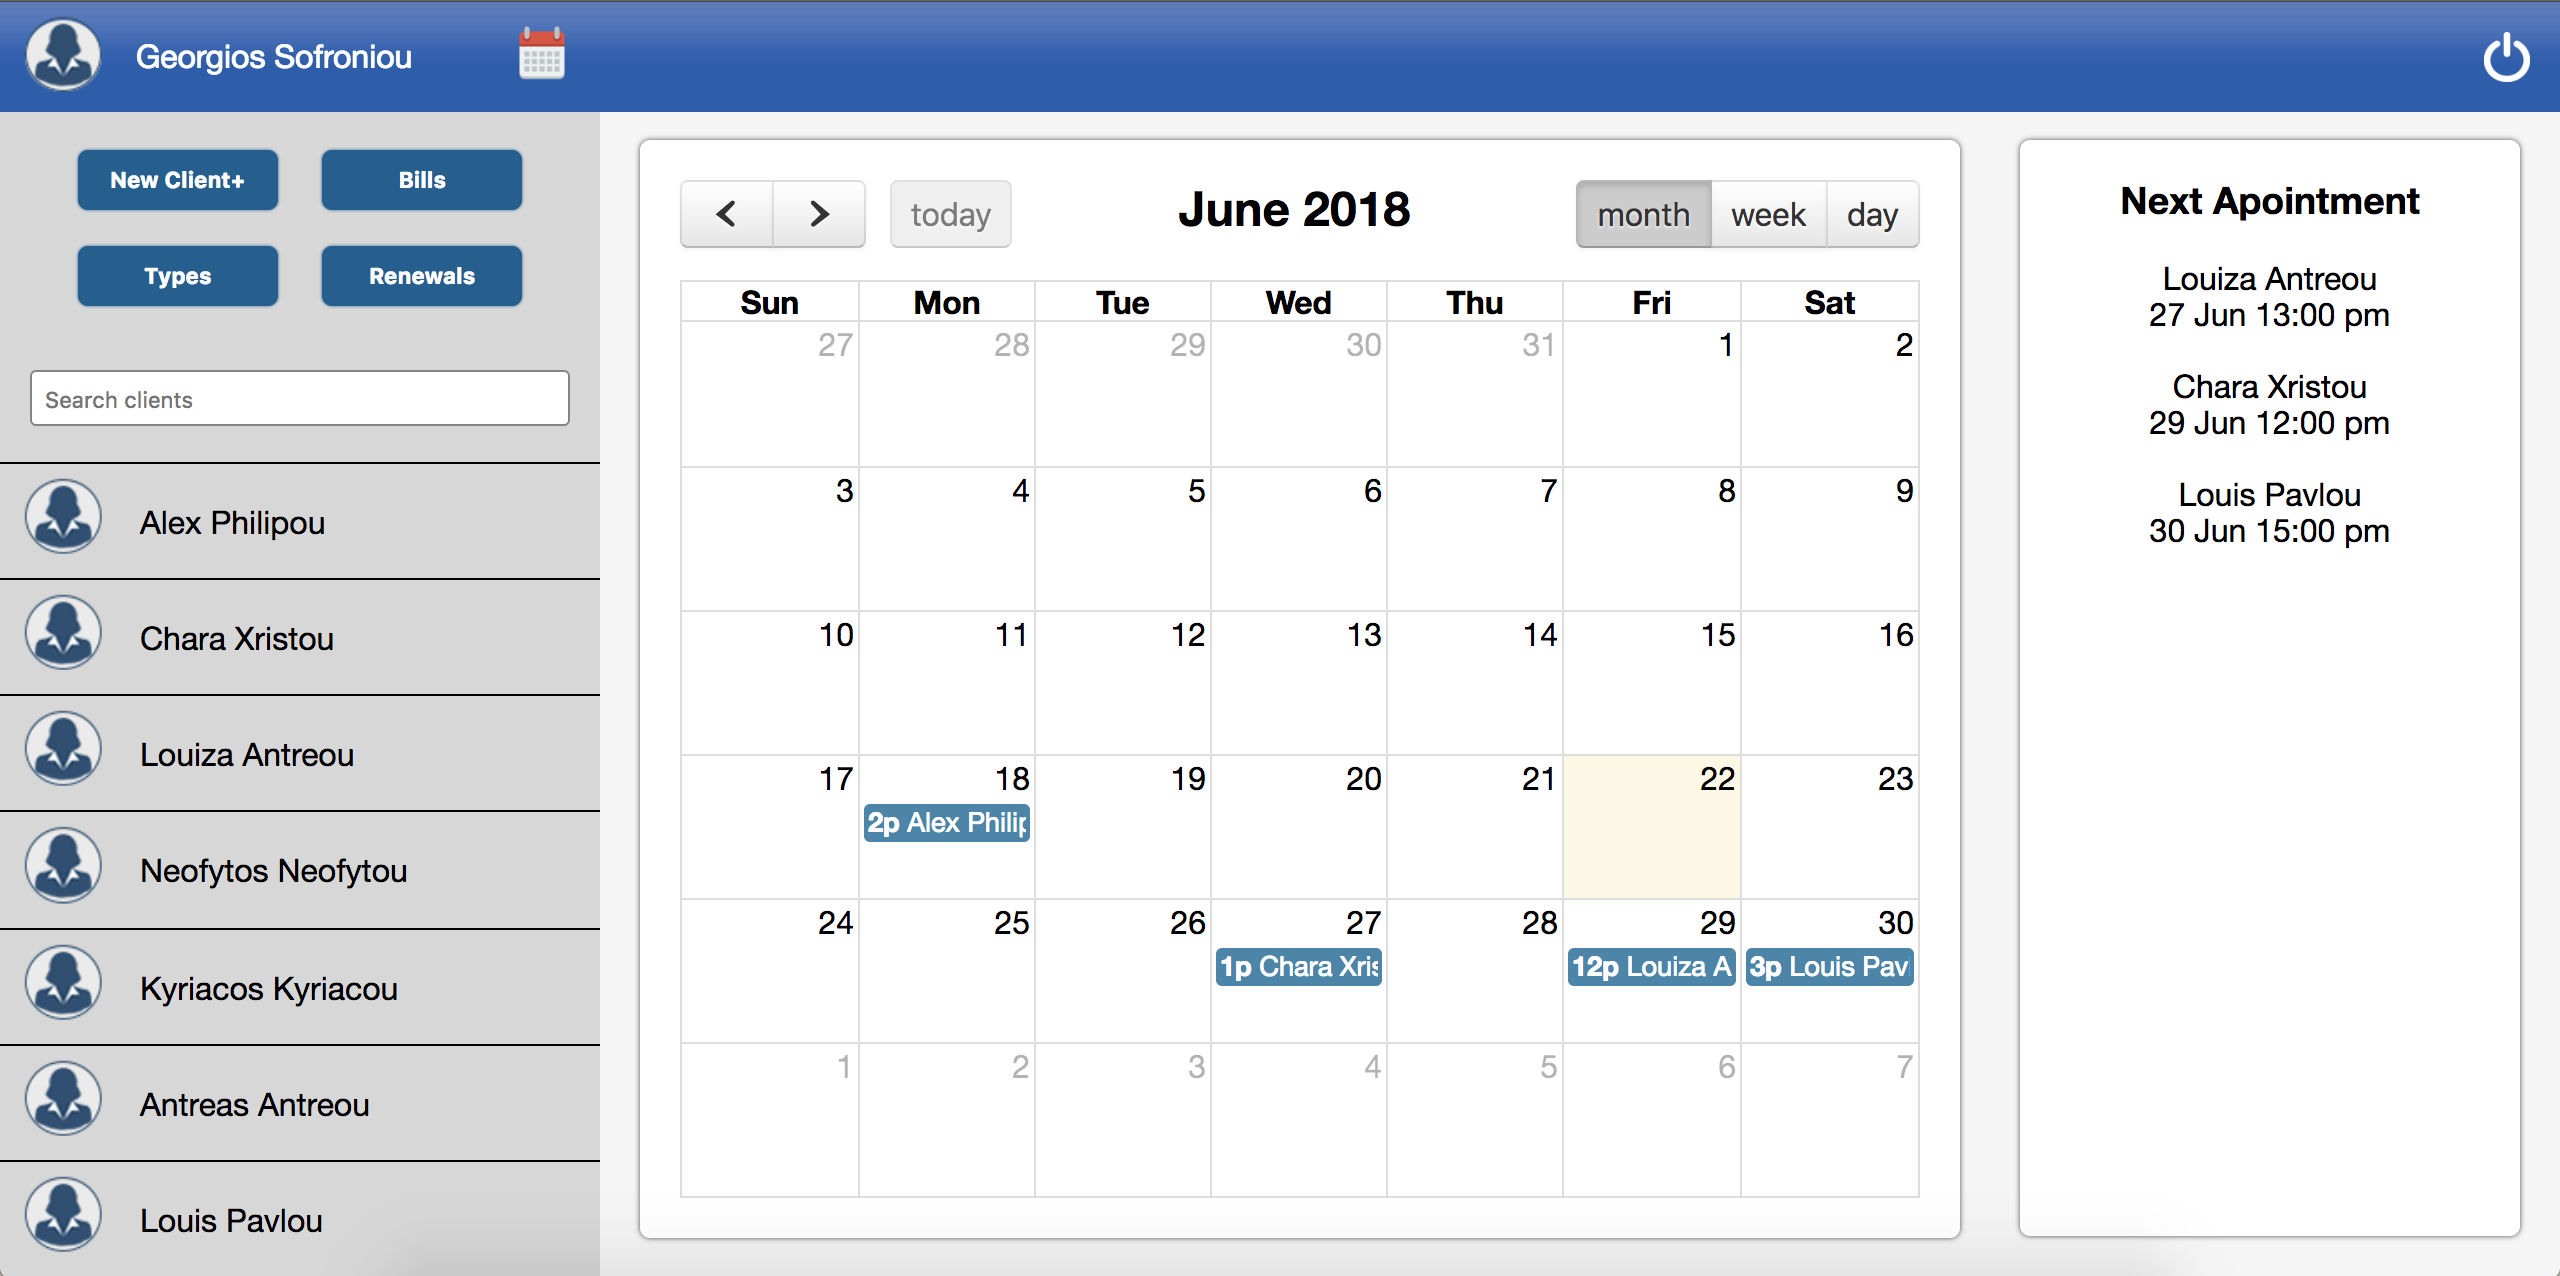 Georgios Sofroniou
New Client+ Bills
Types Renewals
Search clients
Alex Philipou
Chara Xristou
Louiza Antreou
Neofytos Neofytou
Kyriacos Kyriacou
Antreas Antreou
Louis Pavlou
today June 2018 month week day
Sun Mon Tue Wed Thu Fri Sat
27 28 29 30 31 1 2
3 4 5 6 7 8 9
10 11 12 13 14 15 16
17 18 19 20 21 22 23
2p Alex Philip
24 25 26 27 28 29 30
1p Chara Xris 12p Louiza A 3p Louis Pav
1 2 3 4 5 6 7
Next Apointment
Louiza Antreou
27 Jun 13:00 pm
Chara Xristou
29 Jun 12:00 pm
Louis Pavlou
30 Jun 15:00 pm